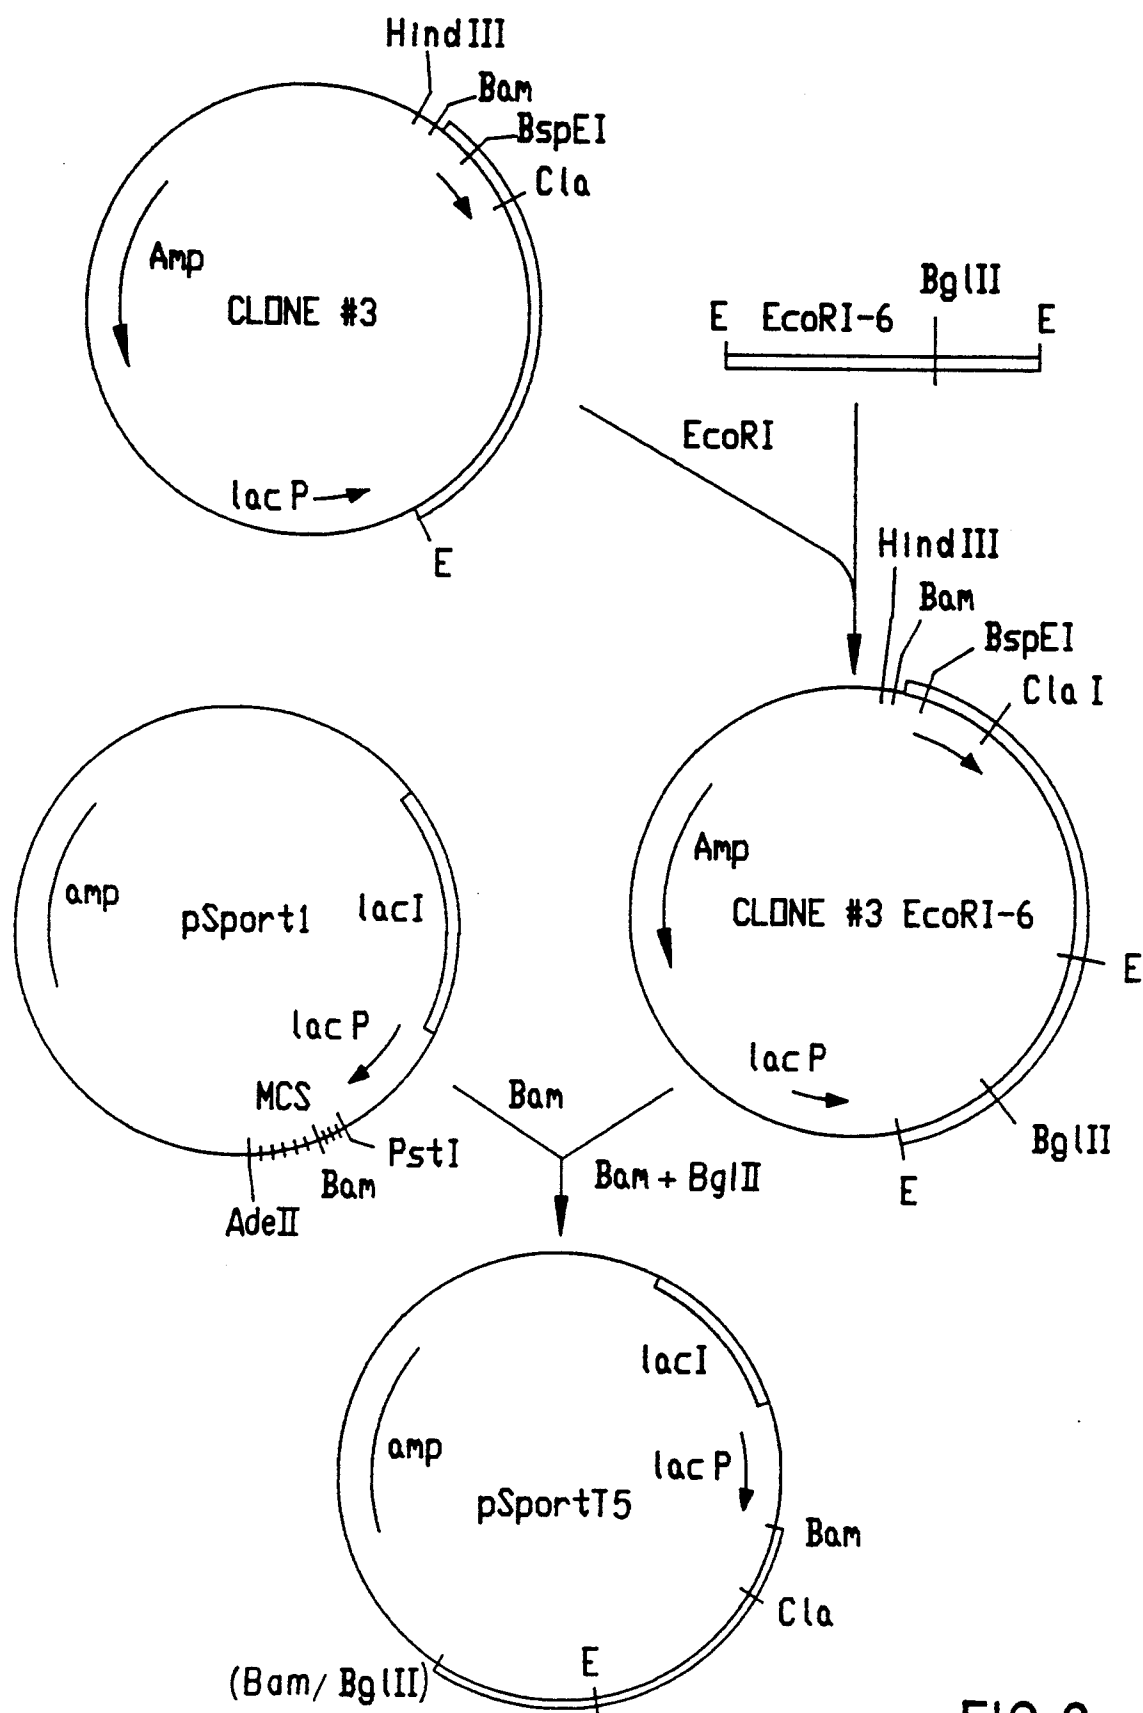 HindIII
Bam
BspEI
Cla
Amp
CLONE #3
lac P
E
BglII
E EcoRI-6 E
EcoRI
HindIII
Bam
BspEI
Cla I
Amp
CLONE #3 EcoRI-6
E
lac P
BglII
E
amp
pSport1
lacI
lac P
MCS
PstI
Bam
AdeII
Bam
Bam + BglII
lacI
amp
lac P
pSportT5
Bam
Cla
E
(Bam/BglII)